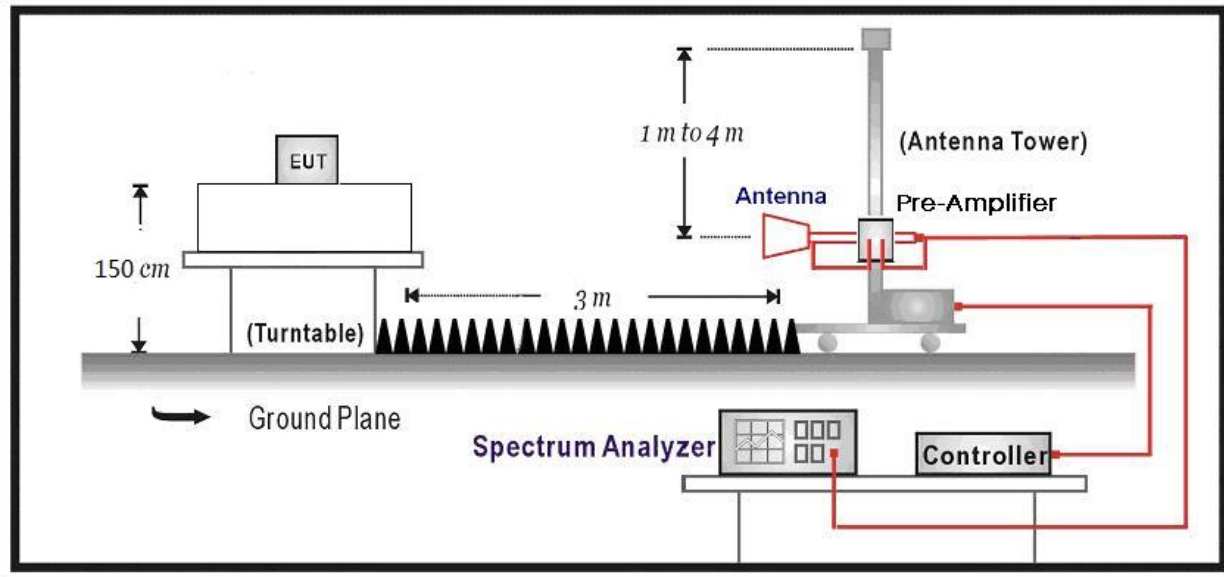 1 m to 4 m
(Antenna Tower)
EUT
Antenna
Pre-Amplifier
150 cm
3 m
(Turntable)
Ground Plane
Spectrum Analyzer
Controller